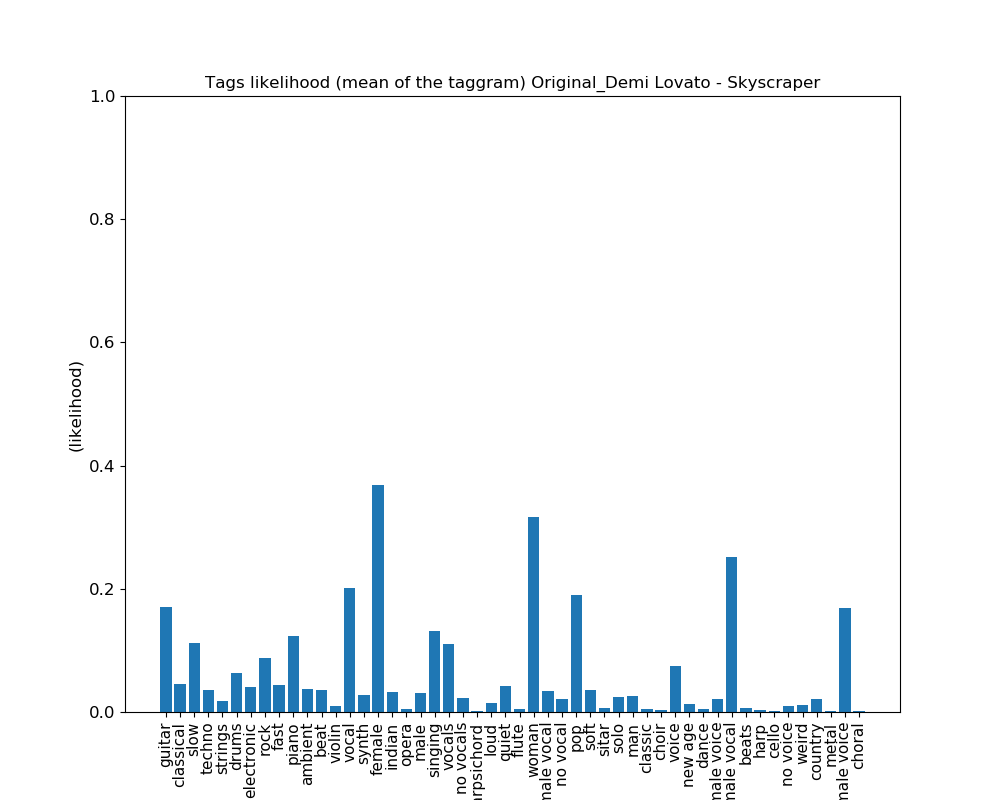 Tags likelihood (mean of the taggram) Original_Demi Lovato - Skyscraper
1.0
0.8
0.6
0.4
0.2
0.0
(likelihood)
guitar
classical
slow
techno
strings
drums
electronic
rock
fast
piano
ambient
beat
violin
vocal
synth
female
indian
opera
male
singing
vocals
no vocals
arpsichord
loud
quiet
flute
woman
male vocal
no vocal
pop
soft
sitar
solo
man
classic
choir
voice
new age
dance
male voice
male vocal
beats
harp
cello
no voice
weird
country
metal
male voice
choral